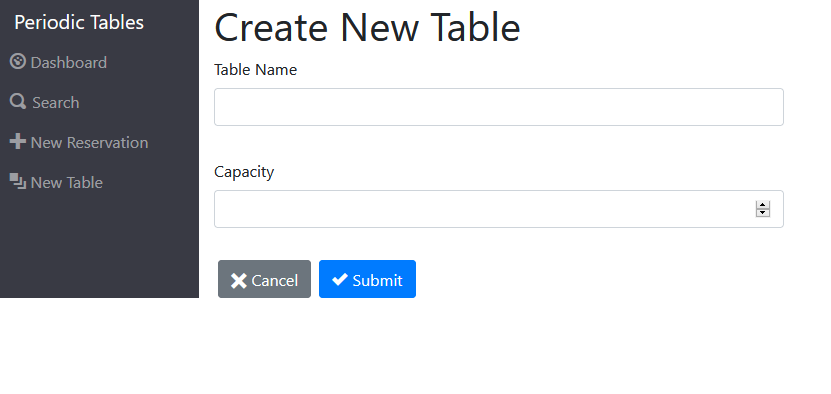 Periodic Tables
Dashboard
Search
New Reservation
New Table
Create New Table
Table Name
Capacity
Cancel
Submit